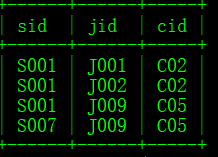 +------+------+-----+
| sid | jid | cid |
+------+------+-----+
| S001 | J001 | C02 |
| S001 | J002 | C02 |
| S001 | J009 | C05 |
| S007 | J009 | C05 |
+------+------+-----+